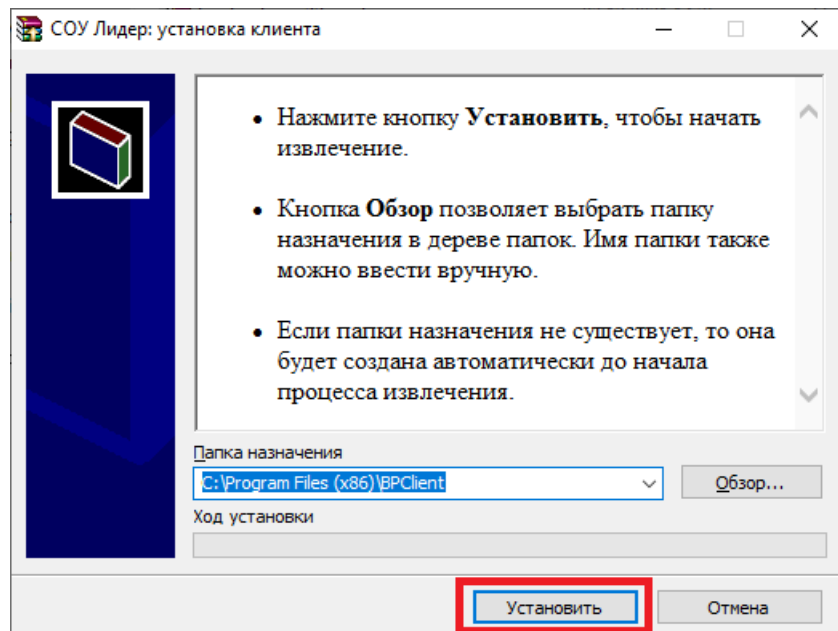 СОУ Лидер: установка клиента
• Нажмите кнопку Установить, чтобы начать
извлечение.
• Кнопка Обзор позволяет выбрать папку
назначения в дереве папок. Имя папки также
можно ввести вручную.
• Если папки назначения не существует, то она
будет создана автоматически до начала
процесса извлечения.
Папка назначения
C:\Program Files (x86)\BPClient
Обзор...
Ход установки
Установить
Отмена